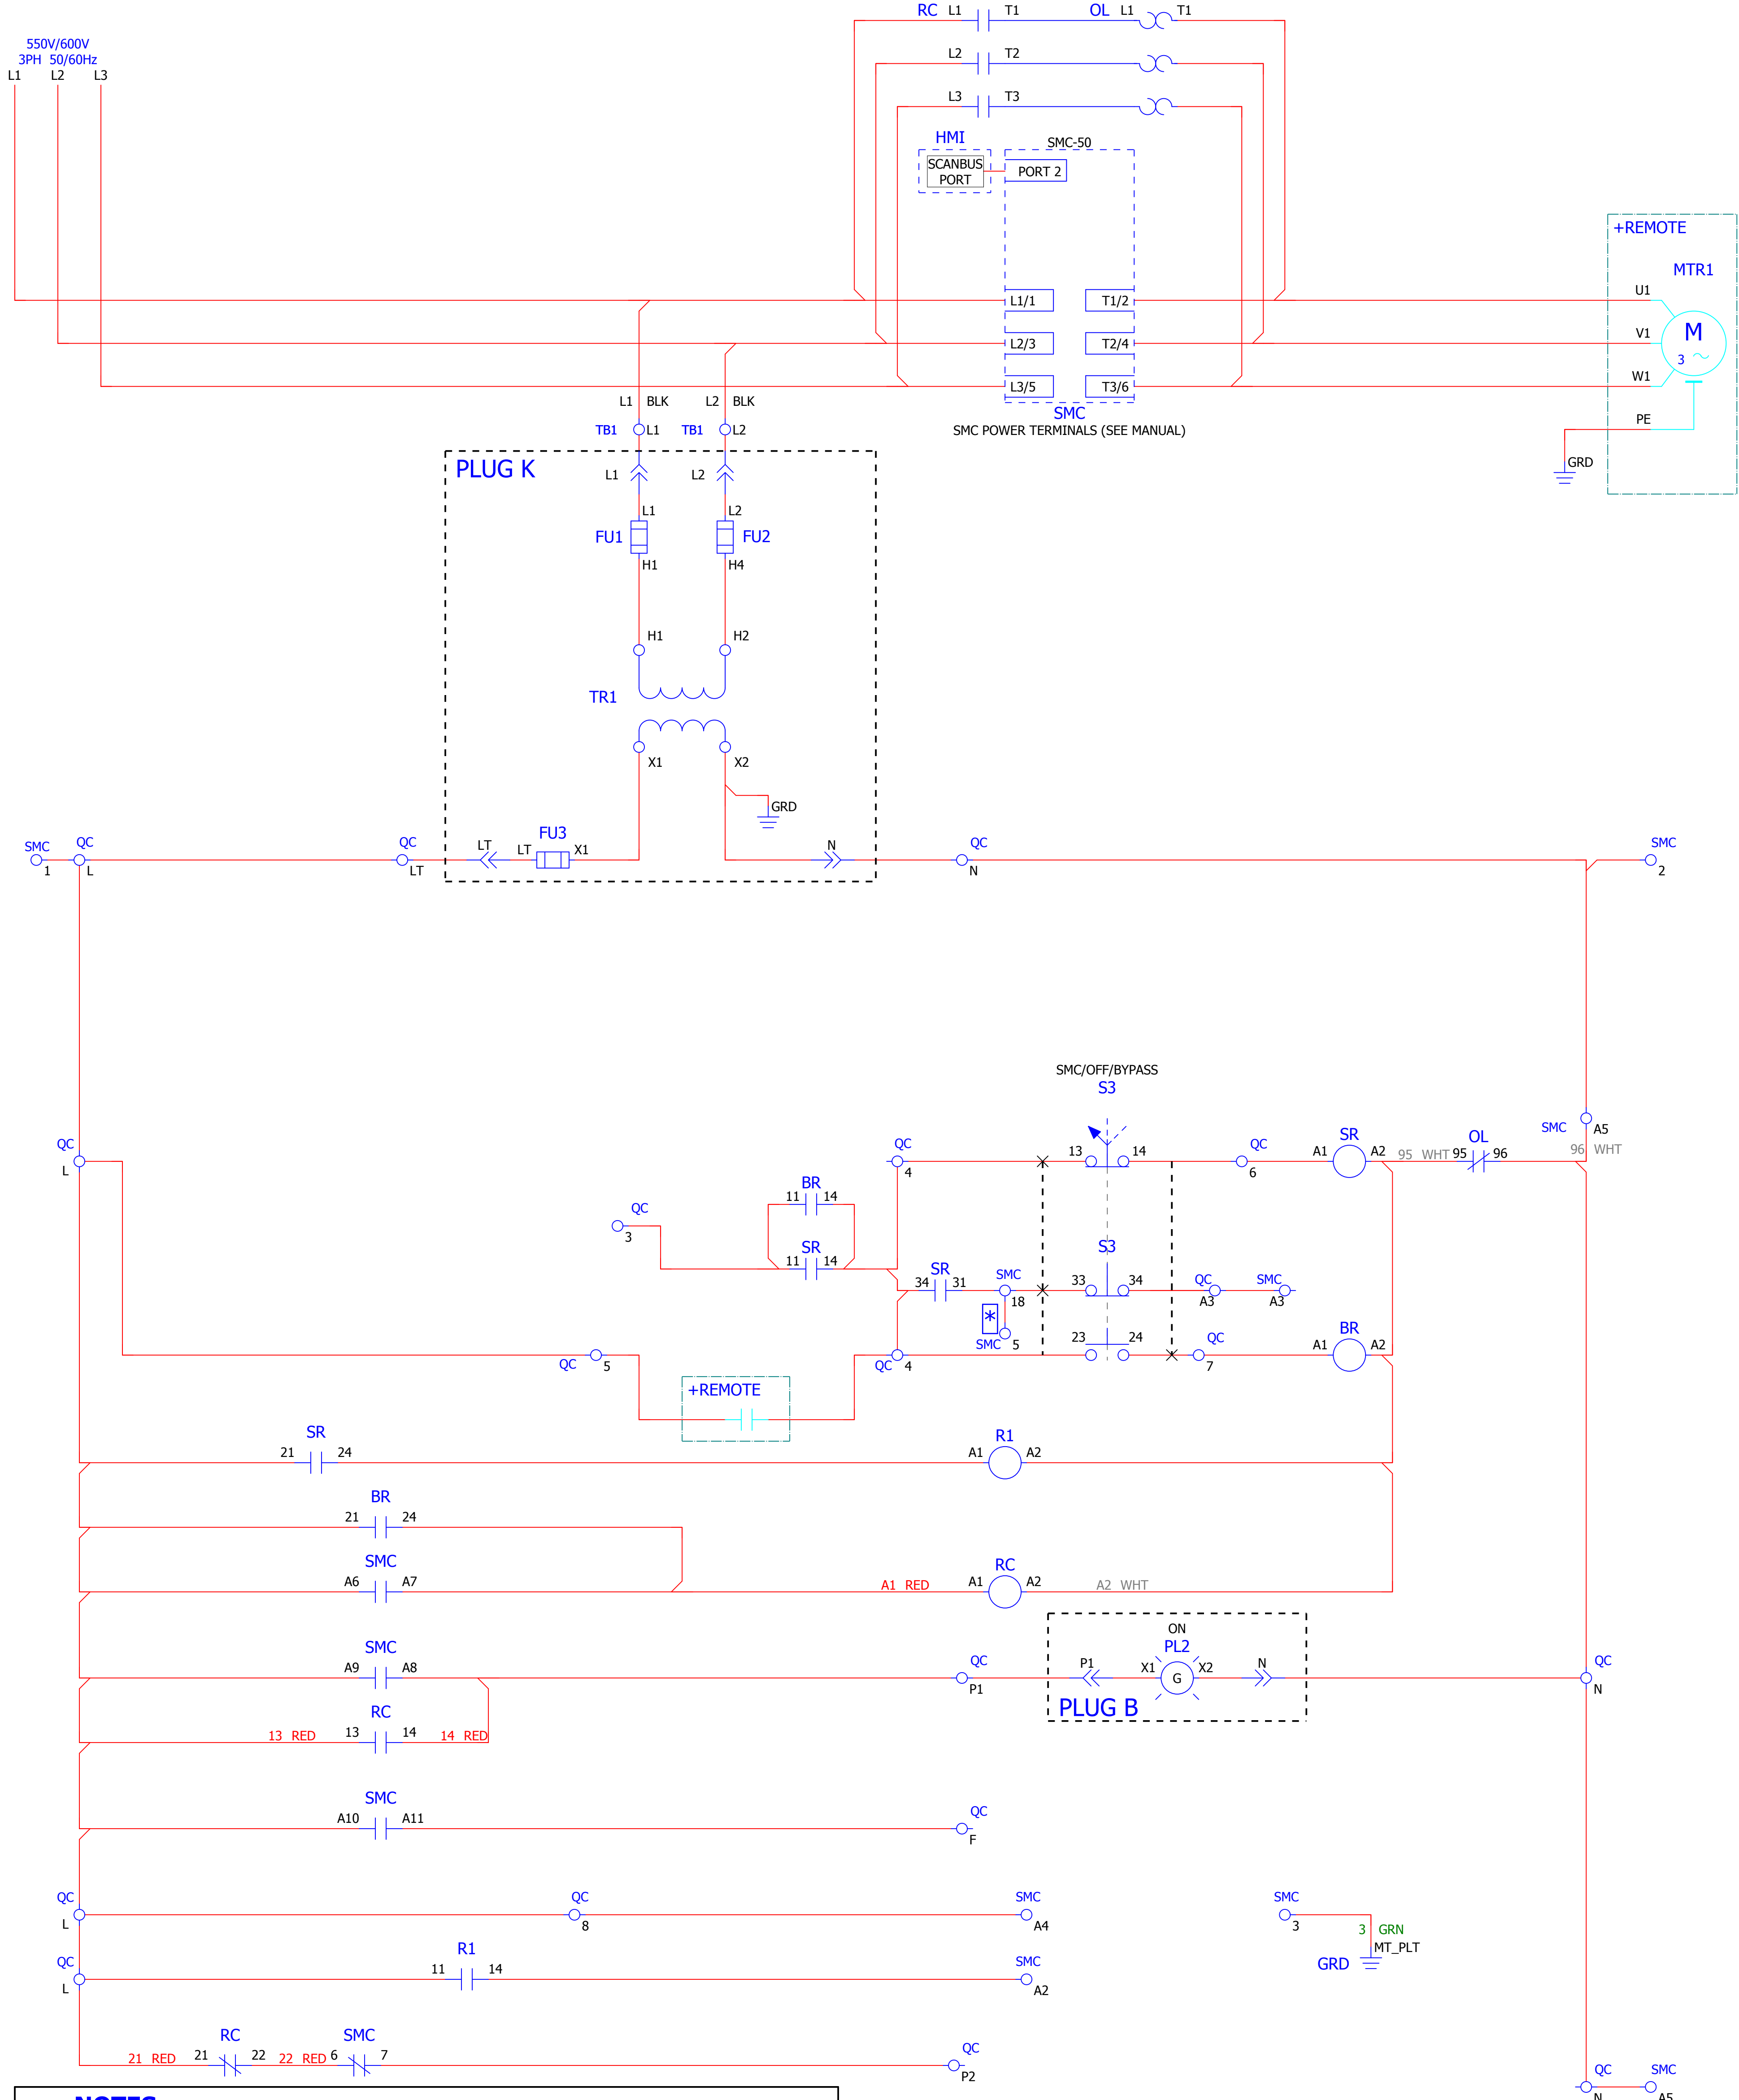 RC L1 T1 OL L1 T1
550V/600V
3PH 50/60Hz
L1 L2 L3
L2 T2
L3 T3
HMI SMC-50
SCANBUS
PORT
PORT 2
+REMOTE
MTR1
U1
L1/1 T1/2
M
3
V1
L2/3 T2/4
W1
L3/5 T3/6
L1 BLK L2 BLK
SMC
SMC POWER TERMINALS (SEE MANUAL)
PE
TB1 L1 TB1 L2
GRD
PLUG K
L1 L2
L1 L2
FU1 FU2
H1 H4
H1 H2
TR1
X1 X2
GRD
SMC QC QC FU3 QC SMC
LT LT X1 N
1 L LT N 2
SMC/OFF/BYPASS
S3
SMC A5
QC QC 13 14 QC SR OL
A1 A2 95 WHT 95 96 96 WHT
L 4 6
BR
11 14
QC
3
SR S3
11 14
SR SMC 33 34 QC SMC
34 31
18 A3 A3
*
SMC 5
23 24 QC BR
A1 A2
QC 5 QC 4 7
+REMOTE
SR R1
21 24 A1 A2
BR
21 24
SMC RC
A6 A7 A1 RED A1 A2 A2 WHT
ON
SMC PL2
A9 A8 QC P1 X1 G X2 N QC
P1 N
PLUG B
RC
13 RED 13 14 14 RED
SMC
A10 A11 QC
F
QC QC SMC SMC
L 8 A4 3
3 GRN
MT_PLT
GRD
QC R1 SMC
11 14
L A2
RC SMC
21 RED 21 22 22 RED 6 7 QC
P2
QC SMC
N A5
NOTES